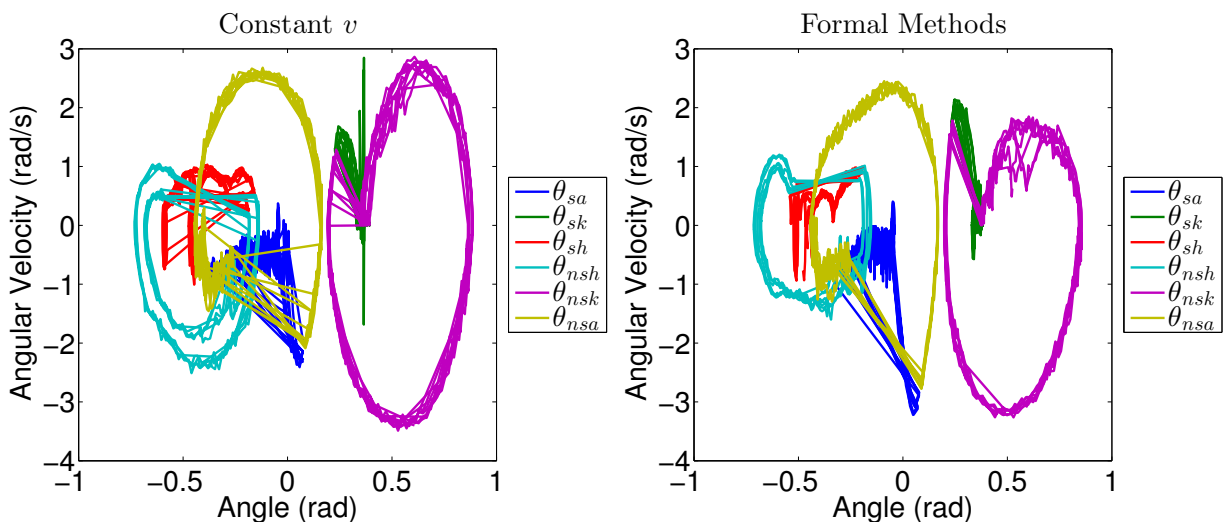 Constant v
Angular Velocity (rad/s)
3
2
1
0
−1
−2
−3
−4
−1
−0.5
0
0.5
1
Angle (rad)
θsa
θsk
θsh
θnsh
θnsk
θnsa
Formal Methods
Angular Velocity (rad/s)
3
2
1
0
−1
−2
−3
−4
−1
−0.5
0
0.5
1
Angle (rad)
θsa
θsk
θsh
θnsh
θnsk
θnsa